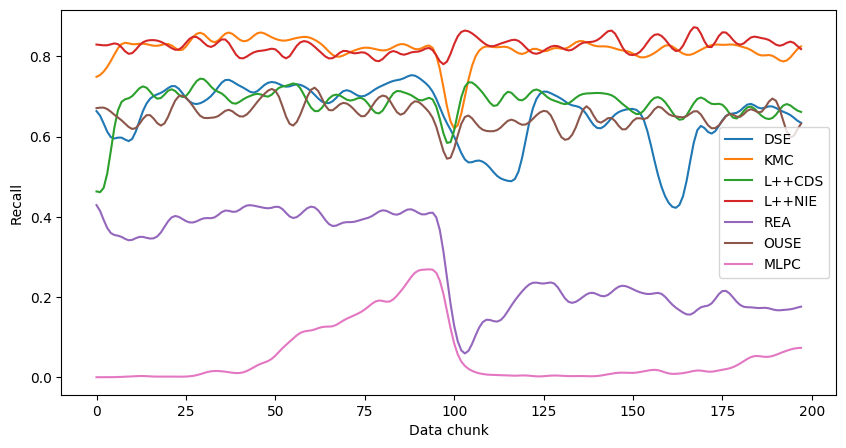 0.8
0.6
0.4
0.2
0.0
Recall
0
25
50
75
100
125
150
175
200
Data chunk
DSE
KMC
L++CDS
L++NIE
REA
OUSE
MLPC